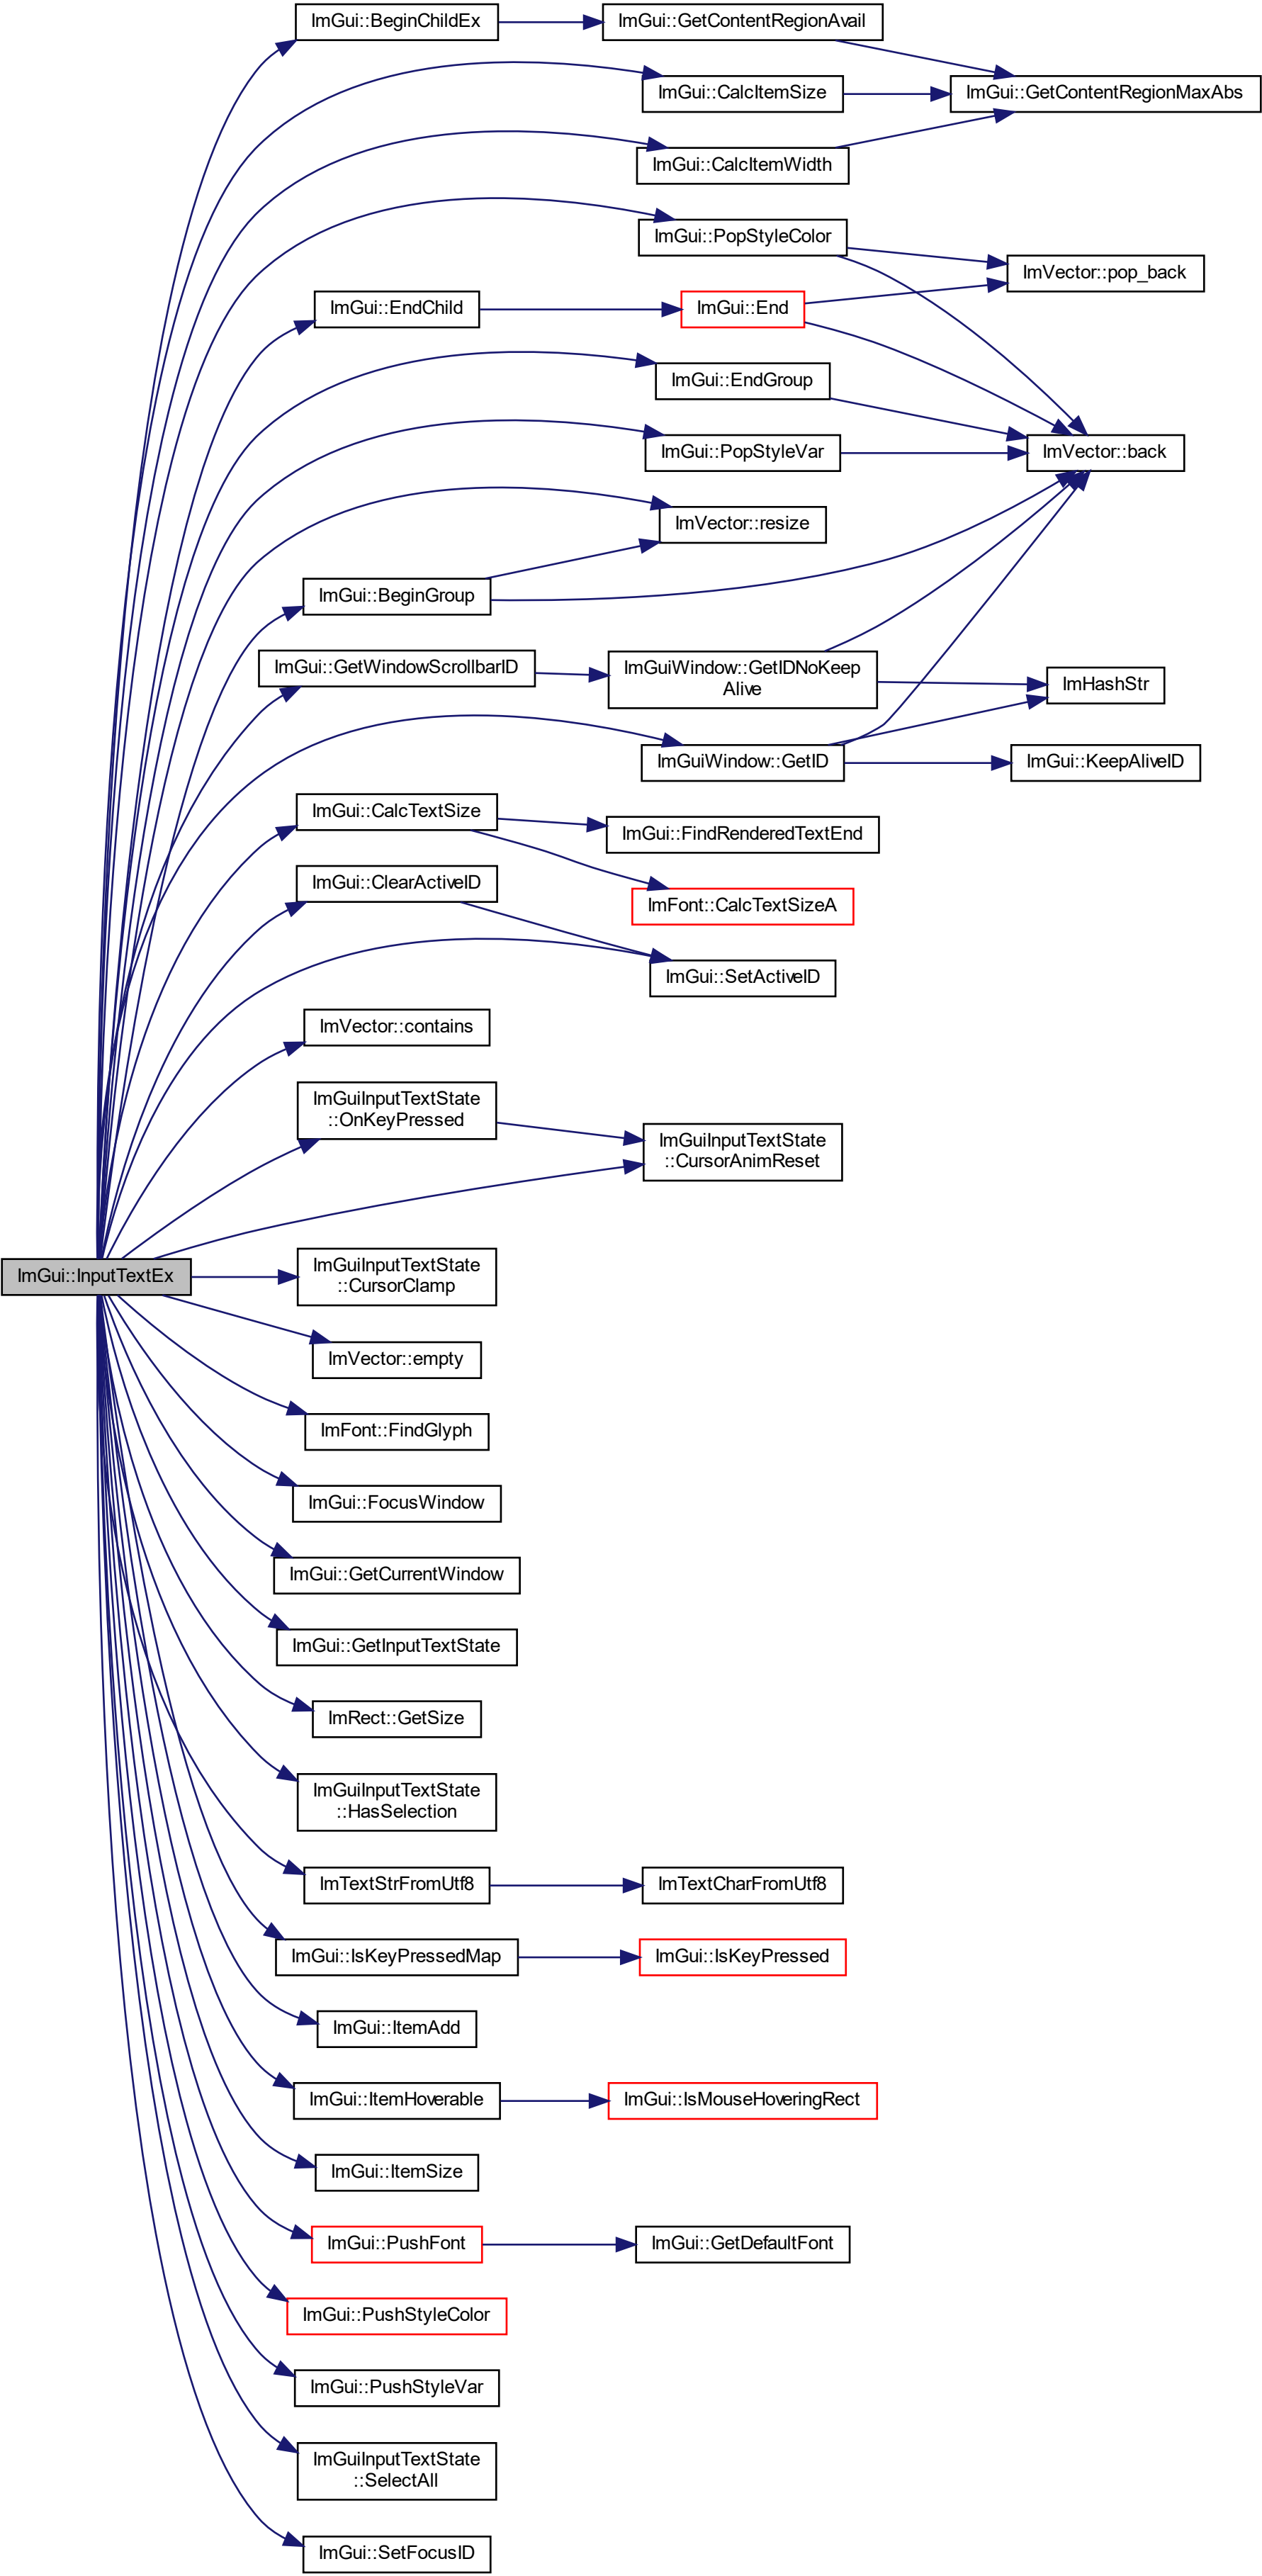 ImGui::BeginChildEx
ImGui::GetContentRegionAvail
ImGui::CalcItemSize
ImGui::GetContentRegionMaxAbs
ImGui::CalcItemWidth
ImGui::PopStyleColor
ImVector::pop_back
ImGui::EndChild
ImGui::End
ImGui::EndGroup
ImGui::PopStyleVar
ImVector::back
ImVector::resize
ImGui::BeginGroup
ImGui::GetWindowScrollbarID
ImGuiWindow::GetIDNoKeep
Alive
ImHashStr
ImGuiWindow::GetID
ImGui::KeepAliveID
ImGui::CalcTextSize
ImGui::FindRenderedTextEnd
ImGui::ClearActiveID
ImFont::CalcTextSizeA
ImGui::SetActiveID
ImVector::contains
ImGuiInputTextState
::OnKeyPressed
ImGuiInputTextState
::CursorAnimReset
ImGui::InputTextEx
ImGuiInputTextState
::CursorClamp
ImVector::empty
ImFont::FindGlyph
ImGui::FocusWindow
ImGui::GetCurrentWindow
ImGui::GetInputTextState
ImRect::GetSize
ImGuiInputTextState
::HasSelection
ImTextStrFromUtf8
ImTextCharFromUtf8
ImGui::IsKeyPressedMap
ImGui::IsKeyPressed
ImGui::ItemAdd
ImGui::ItemHoverable
ImGui::IsMouseHoveringRect
ImGui::ItemSize
ImGui::PushFont
ImGui::GetDefaultFont
ImGui::PushStyleColor
ImGui::PushStyleVar
ImGuiInputTextState
::SelectAll
ImGui::SetFocusID